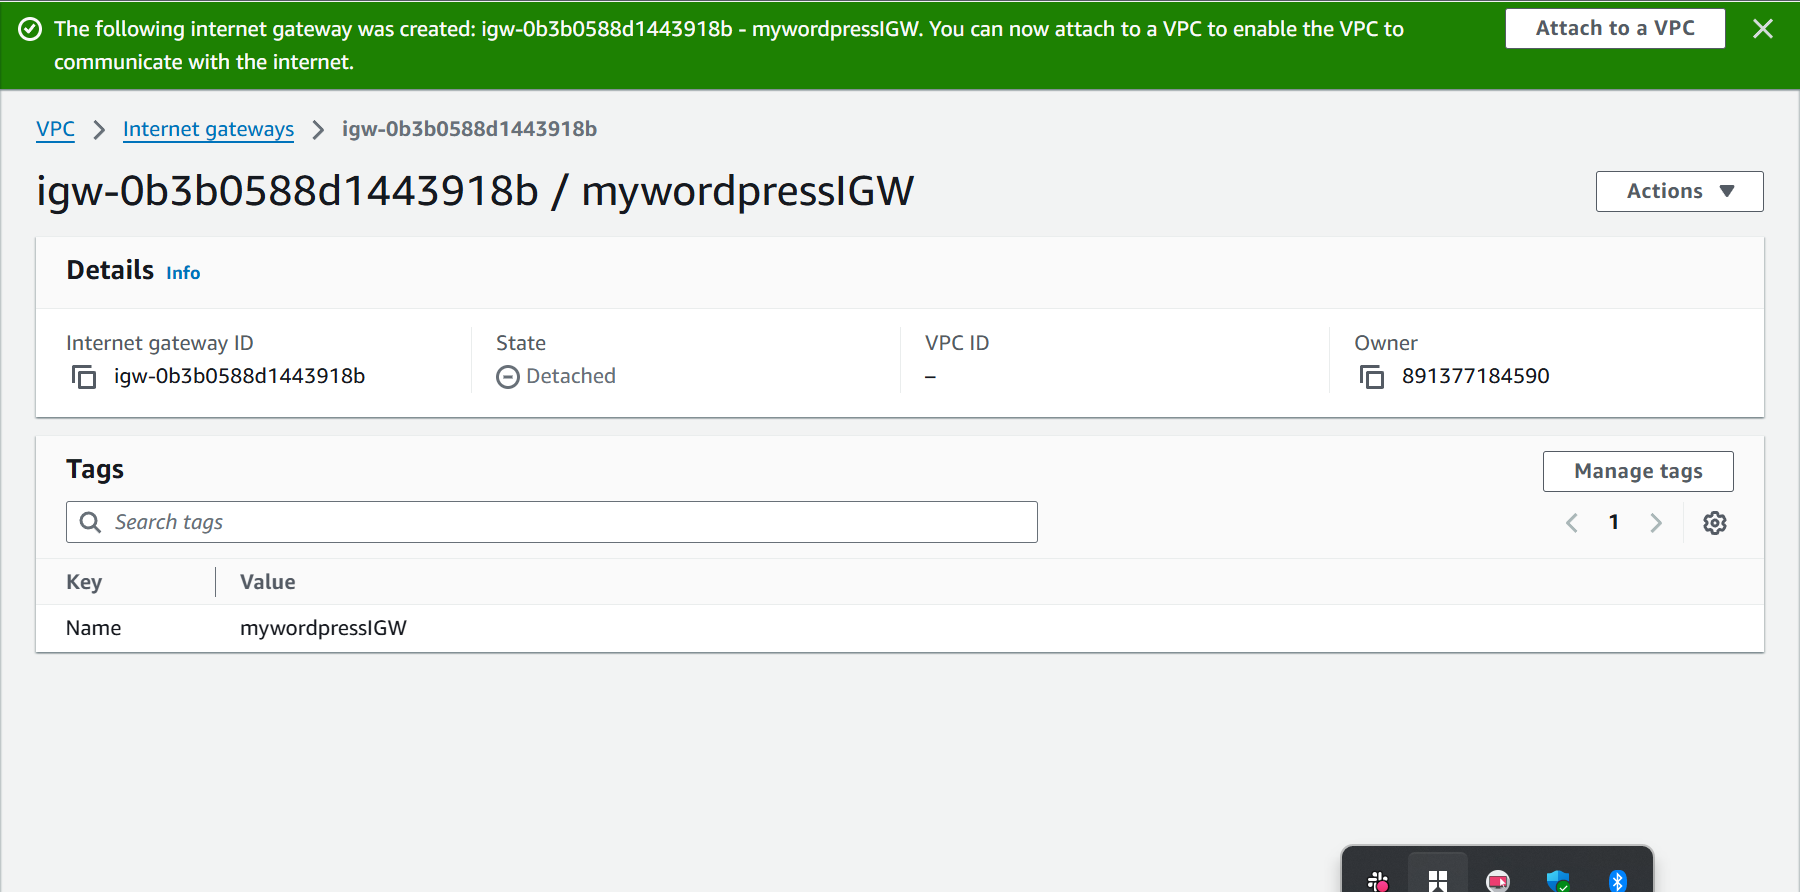 The following internet gateway was created: igw-0b3b0588d1443918b - mywordpressIGW. You can now attach to a VPC to enable the VPC to
communicate with the internet.
Attach to a VPC
VPC
Internet gateways
igw-0b3b0588d1443918b
igw-0b3b0588d1443918b / mywordpressIGW
Actions
Details Info
Internet gateway ID
igw-0b3b0588d1443918b
State
Detached
VPC ID
–
Owner
891377184590
Tags
Manage tags
Search tags
1
Key
Value
Name
mywordpressIGW